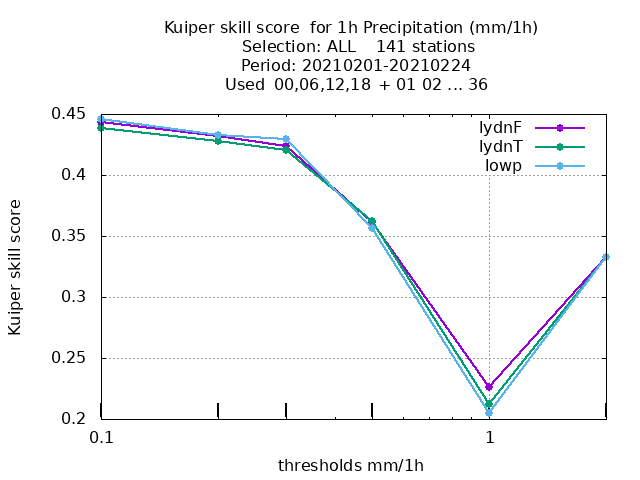 Kuiper skill score  for 1h Precipitation (mm/1h)
Selection: ALL    141 stations
Period: 20210201-20210224
Used  00,06,12,18  + 01 02 ... 36
lydnF
lydnT
lowp
0.45
0.4
0.35
0.3
0.25
0.2
Kuiper skill score
0.1
1
thresholds mm/1h